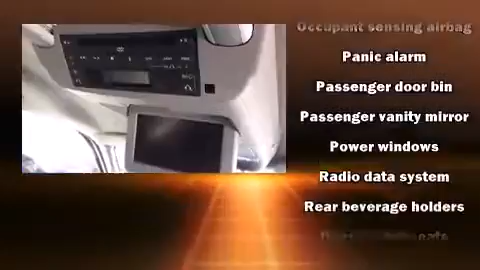 Occupant sensing airbag
Panic alarm
Passenger door bin
Passenger vanity mirror
Power windows
Radio data system
Rear beverage holders